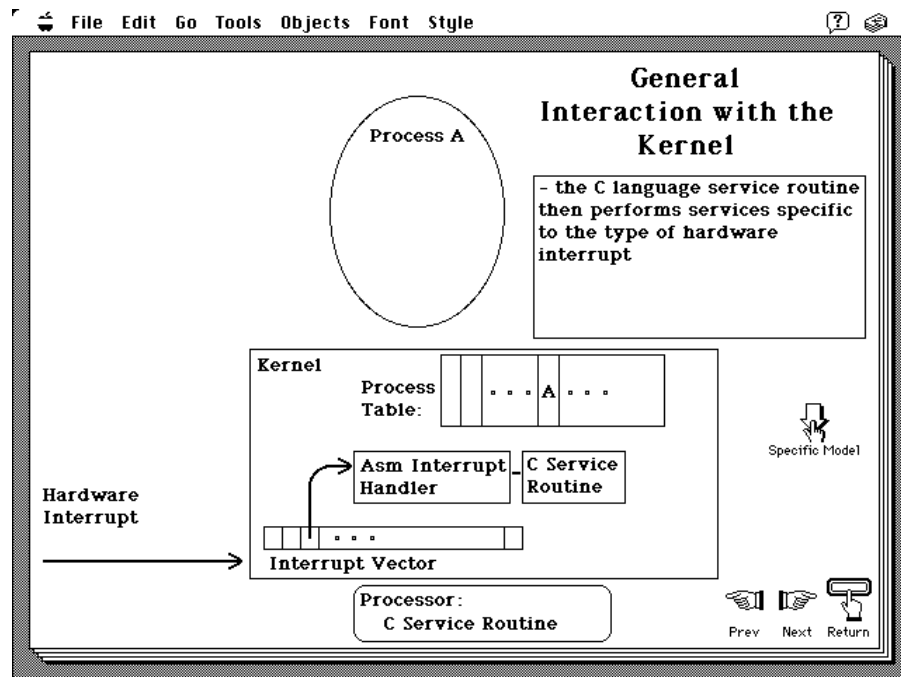 File Edit Go Tools Objects Font Style
?
General
Interaction with the
Kernel
Process A
- the C language service routine
then performs services specific
to the type of hardware
interrupt
Kernel
Process
Table:
A
Specific Model
Asm Interrupt
Handler
C Service
Routine
Hardware
Interrupt
Interrupt Vector
Processor:
C Service Routine
Prev Next Return